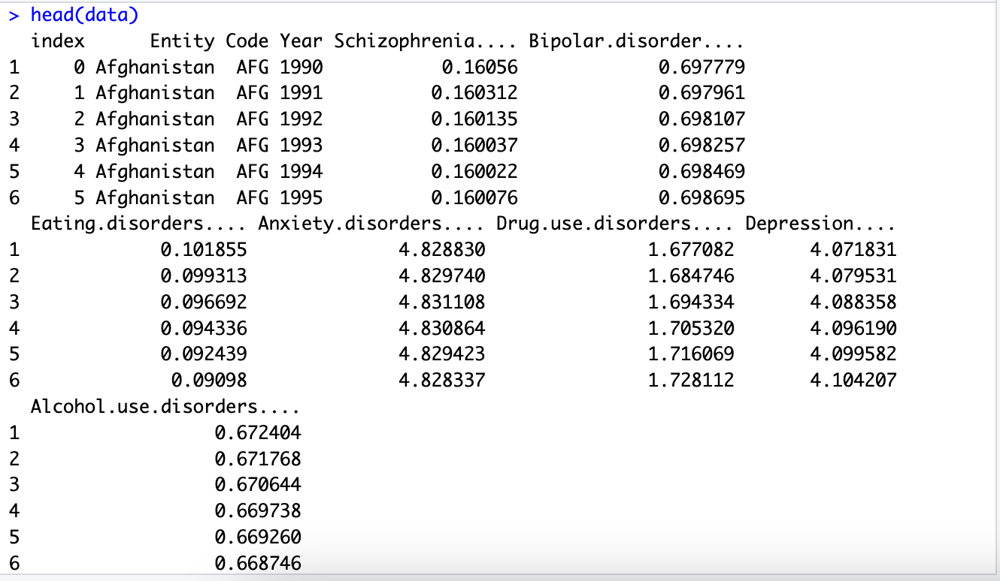 > head(data)
index Entity Code Year Schizophrenia.... Bipolar.disorder....
1 0 Afghanistan AFG 1990 0.16056 0.697779
2 1 Afghanistan AFG 1991 0.160312 0.697961
3 2 Afghanistan AFG 1992 0.160135 0.698107
4 3 Afghanistan AFG 1993 0.160037 0.698257
5 4 Afghanistan AFG 1994 0.160022 0.698469
6 5 Afghanistan AFG 1995 0.160076 0.698695
Eating.disorders.... Anxiety.disorders.... Drug.use.disorders.... Depression....
1 0.101855 4.828830 1.677082 4.071831
2 0.099313 4.829740 1.684746 4.079531
3 0.096692 4.831108 1.694334 4.088358
4 0.094336 4.830864 1.705320 4.096190
5 0.092439 4.829423 1.716069 4.099582
6 0.09098 4.828337 1.728112 4.104207
Alcohol.use.disorders....
1 0.672404
2 0.671768
3 0.670644
4 0.669738
5 0.669260
6 0.668746